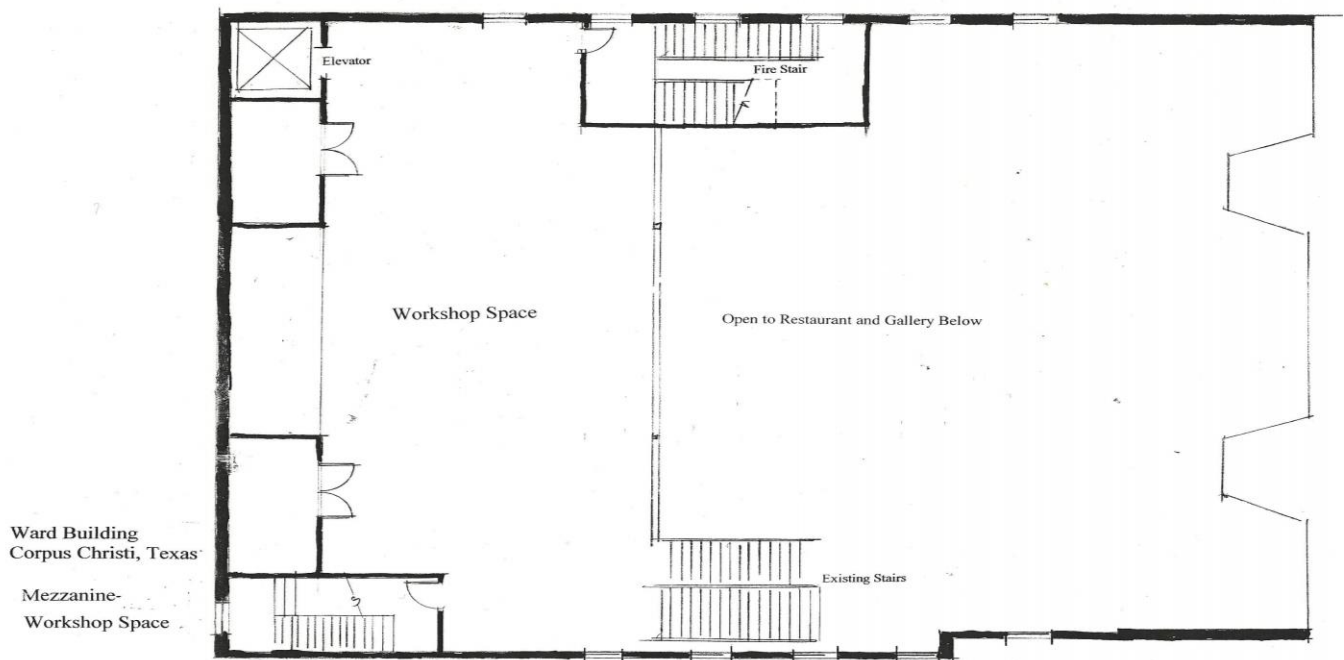 Elevator
Fire Stair
Workshop Space
Open to Restaurant and Gallery Below
Existing Stairs
Ward Building
Corpus Christi, Texas
Mezzanine-
Workshop Space